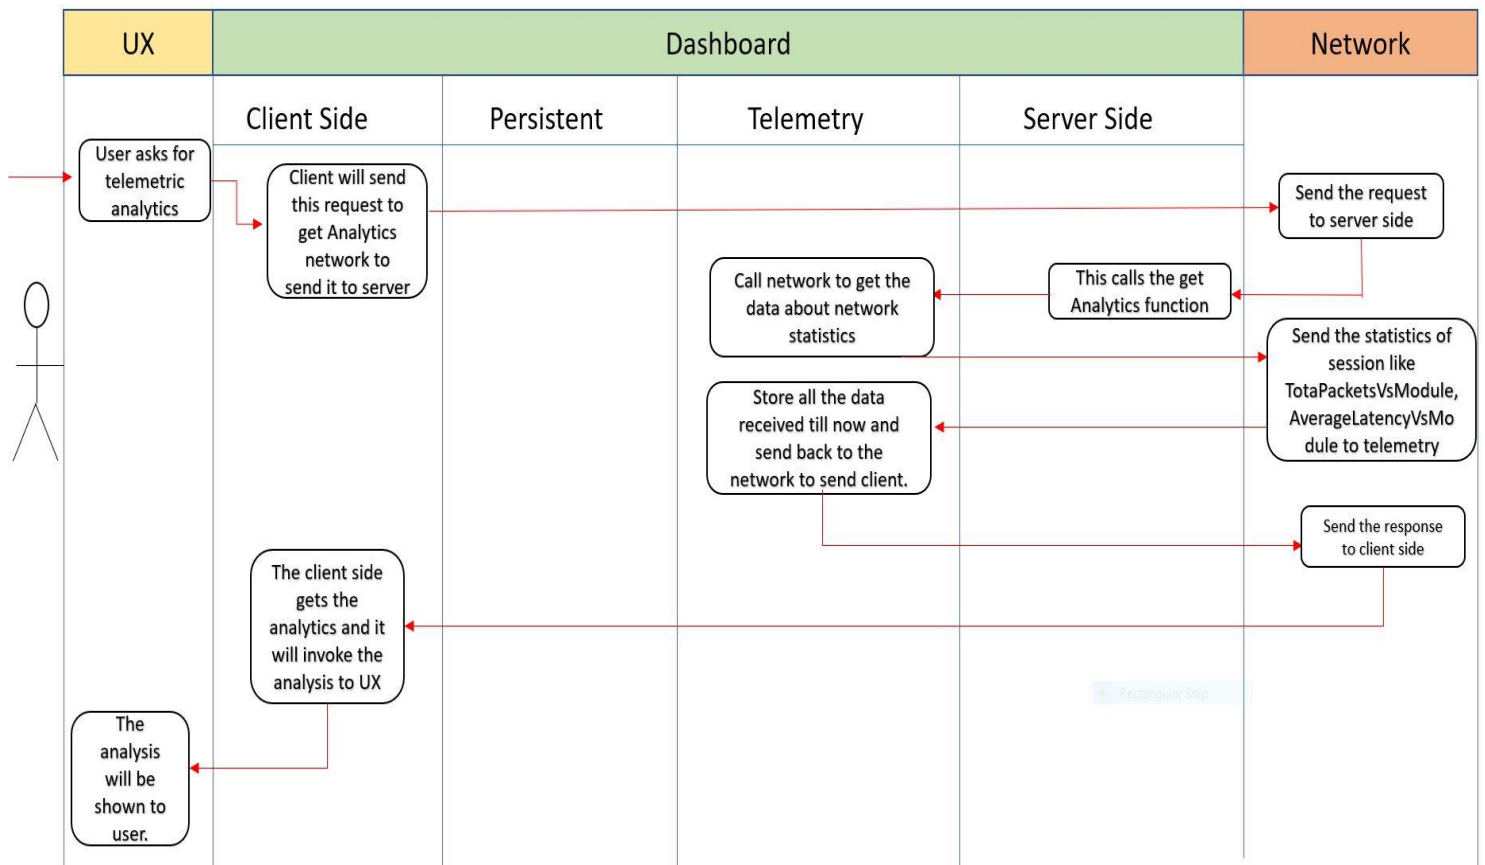 UX
Dashboard
Network
Client Side
Persistent
Telemetry
Server Side
User asks for
telemetric
analytics
Client will send
this request to
get Analytics
network to
send it to server
Send the request
to server side
This calls the get
Analytics function
Call network to get the
data about network
statistics
Send the statistics of
session like
TotaPacketsVsModule,
AverageLatencyVsMo
dule to telemetry
Store all the data
received till now and
send back to the
network to send client.
Send the response
to client side
The client side
gets the
analytics and it
will invoke the
analysis to UX
Rectangular Snip
The
analysis
will be
shown to
user.